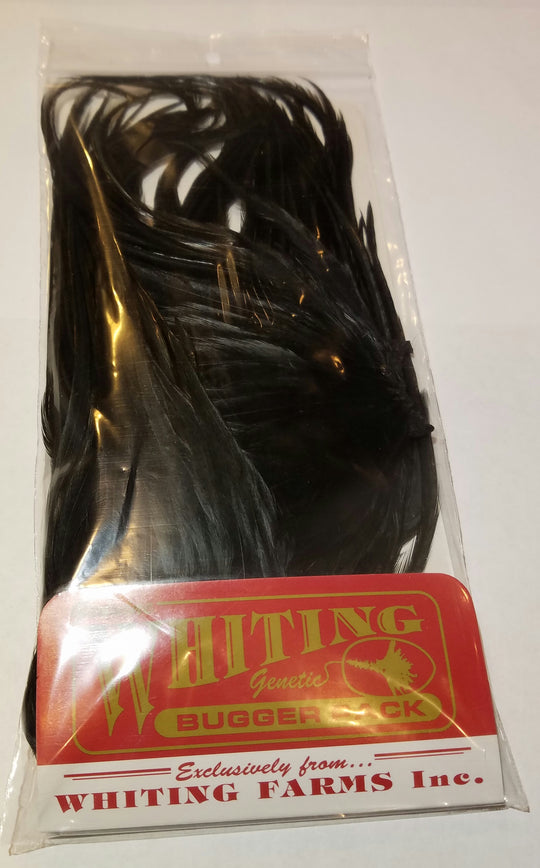 WHITING
Genetic
BUGGER PACK
Exclusively from...
WHITING FARMS Inc.